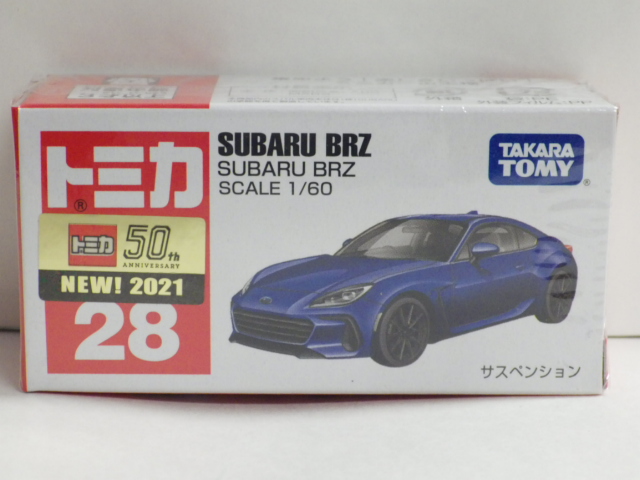 トミカ
®
SUBARU BRZ
SUBARU BRZ
SCALE 1/60
TAKARA
TOMY
®
トミカ 50th
ANNIVERSARY
NEW! 2021
28
サスペンション